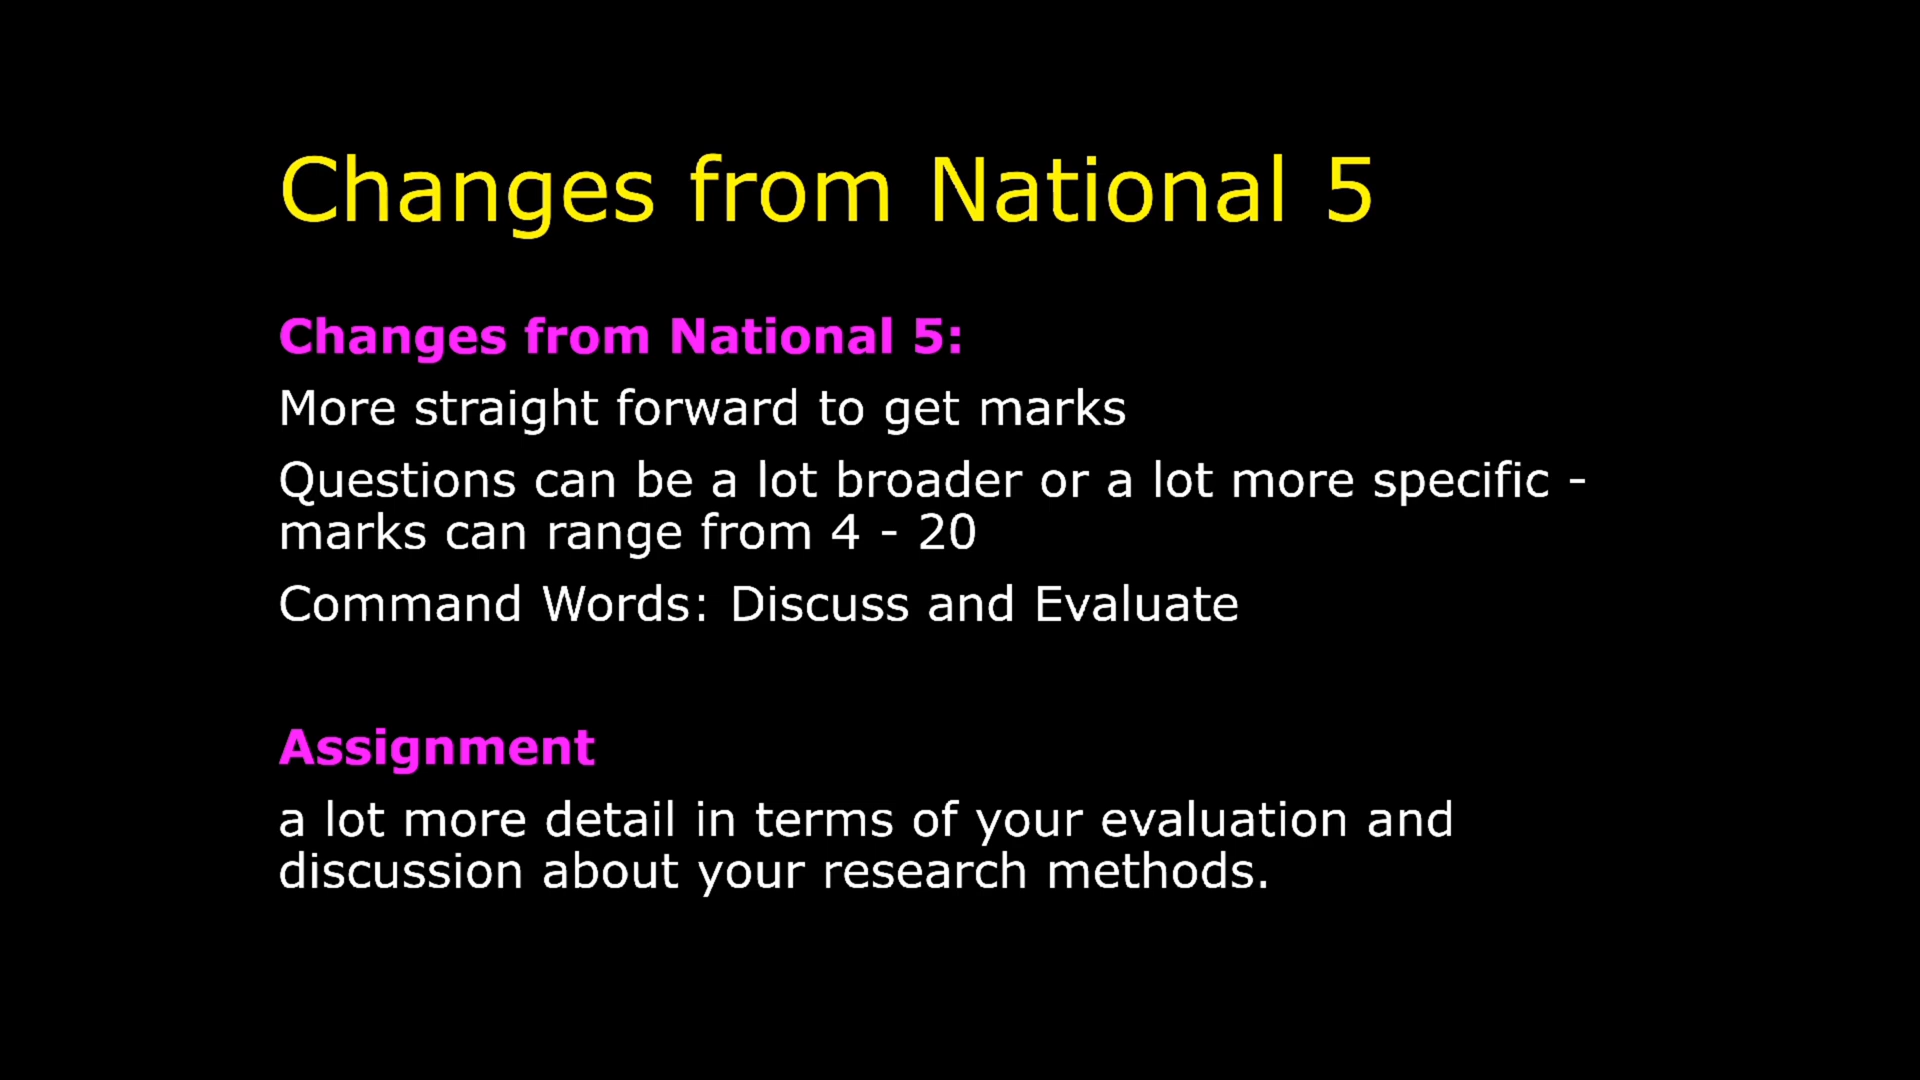 Changes from National 5
Changes from National 5:
More straight forward to get marks
Questions can be a lot broader or a lot more specific -
marks can range from 4 - 20
Command Words: Discuss and Evaluate
Assignment
a lot more detail in terms of your evaluation and
discussion about your research methods.